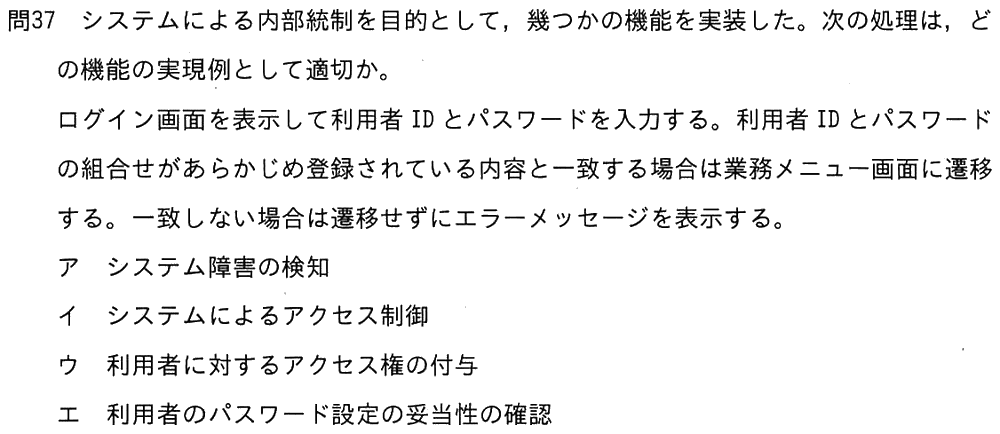 問37　システムによる内部統制を目的として，幾つかの機能を実装した。次の処理は，ど
の機能の実現例として適切か。
ログイン画面を表示して利用者 ID とパスワードを入力する。利用者 ID とパスワード
の組合せがあらかじめ登録されている内容と一致する場合は業務メニュー画面に遷移
する。一致しない場合は遷移せずにエラーメッセージを表示する。
ア　システム障害の検知
イ　システムによるアクセス制御
ウ　利用者に対するアクセス権の付与
エ　利用者のパスワード設定の妥当性の確認